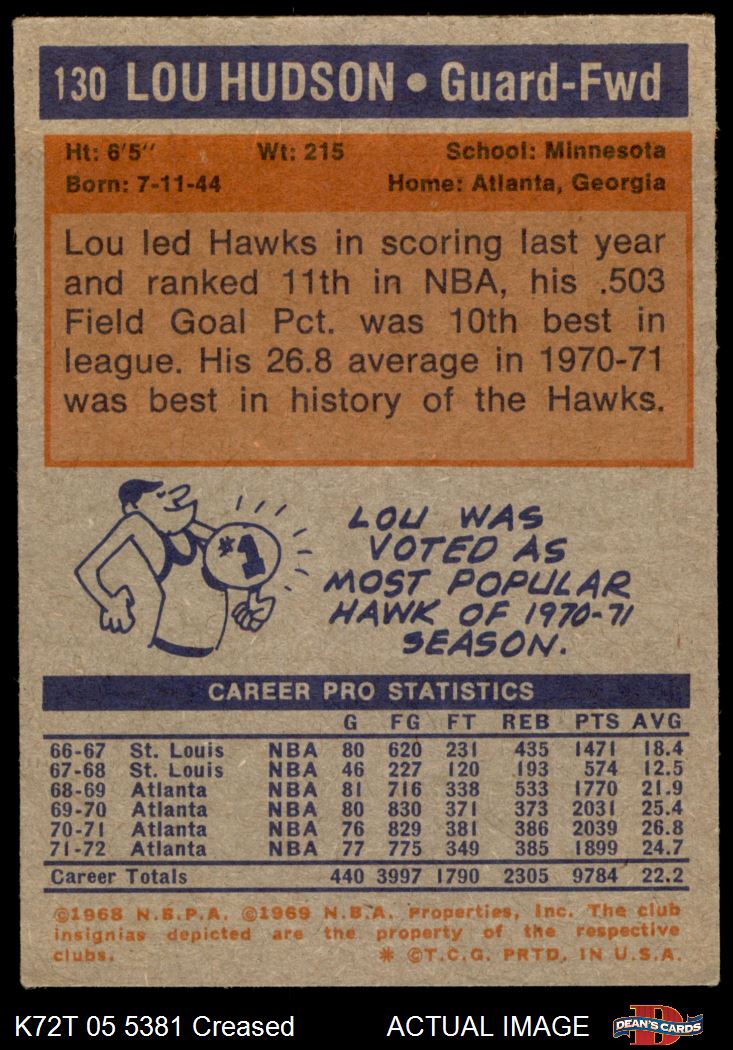 130 LOU HUDSON • Guard-Fwd
Ht: 6'5" Wt: 215 School: Minnesota
Born: 7-11-44 Home: Atlanta, Georgia
Lou led Hawks in scoring last year
and ranked 11th in NBA, his .503
Field Goal Pct. was 10th best in
league. His 26.8 average in 1970-71
was best in history of the Hawks.
#1
LOU WAS
VOTED AS
MOST POPULAR
HAWK OF 1970-71
SEASON.
CAREER PRO STATISTICS
G FG FT REB PTS AVG
66-67 St. Louis NBA 80 620 231 435 1471 18.4
67-68 St. Louis NBA 46 227 120 193 574 12.5
68-69 Atlanta NBA 81 716 338 533 1770 21.9
69-70 Atlanta NBA 80 830 371 373 2031 25.4
70-71 Atlanta NBA 76 829 381 386 2039 26.8
71-72 Atlanta NBA 77 775 349 385 1899 24.7
Career Totals 440 3997 1790 2305 9784 22.2
©1968 N.B.P.A. ©1969 N.B.A. Properties, Inc. The club
insignias depicted are the property of the respective
clubs. * ©T.C.G. PRTD. IN U.S.A.
K72T 05 5381 Creased ACTUAL IMAGE D DEAN'S CARDS